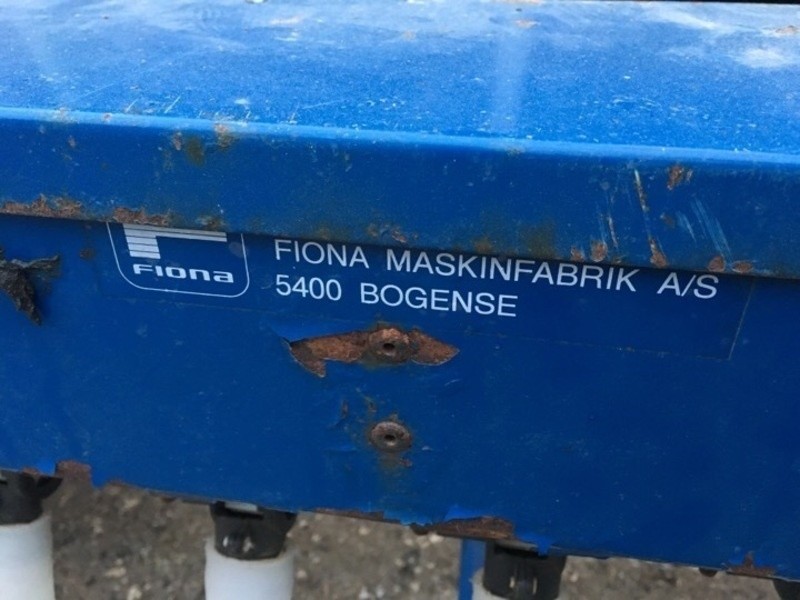 Fiona
FIONA MASKINFABRIK A/S
5400 BOGENSE